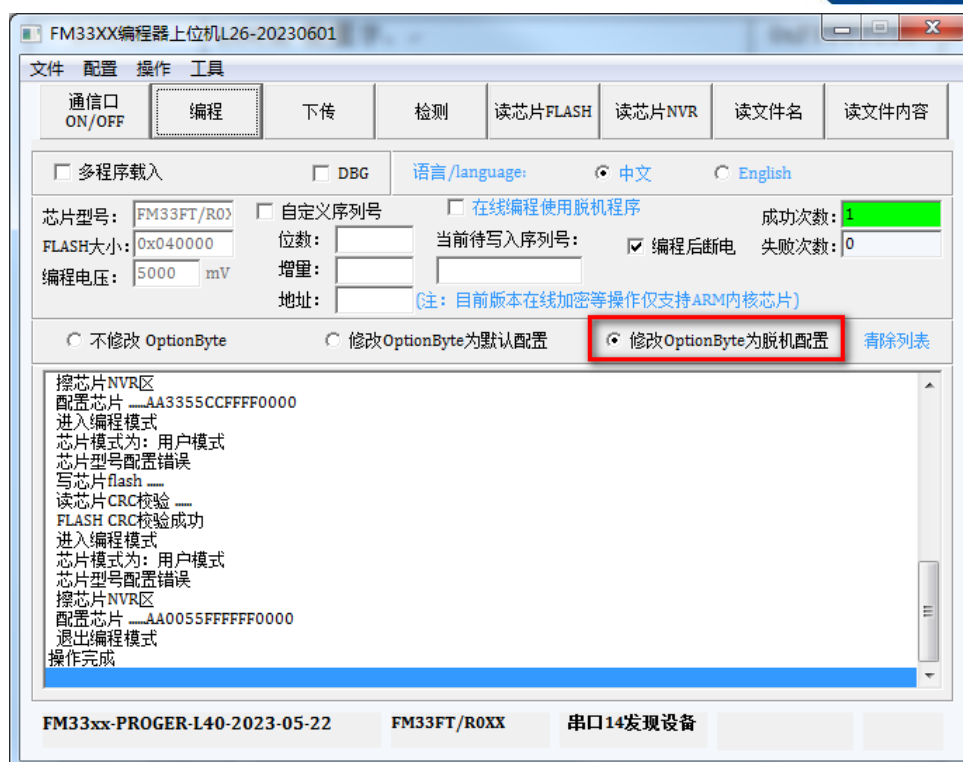 FM33XX编程器上位机L26-20230601
文件 配置 操作 工具
通信口 ON/OFF 编程 下传 检测 读芯片FLASH 读芯片NVR 读文件名 读文件内容
多程序载入 DBG 语言/language: 中文 English
芯片型号: FM33FT/R0X 自定义序列号 在线编程使用脱机程序 成功次数: 1
FLASH大小: 0x040000 位数: 当前待写入序列号: 编程后断电 失败次数: 0
编程电压: 5000 mV 增量:
地址: (注: 目前版本在线加密等操作仅支持ARM内核芯片)
不修改 OptionByte 修改OptionByte为默认配置 修改OptionByte为脱机配置 清除列表
擦芯片NVR区
配置芯片 ......AA3355CCFFFF0000
进入编程模式
芯片模式为: 用户模式
芯片型号配置错误
写芯片flash ......
读芯片CRC校验 ......
FLASH CRC校验成功
进入编程模式
芯片模式为: 用户模式
芯片型号配置错误
擦芯片NVR区
配置芯片 ......AA0055FFFFFF0000
退出编程模式
操作完成
FM33xx-PROGER-L40-2023-05-22 FM33FT/R0XX 串口14发现设备